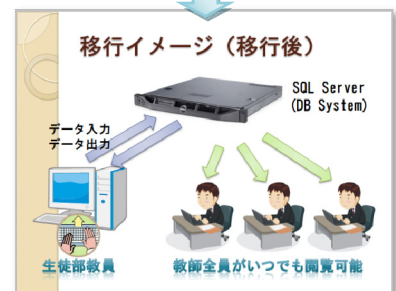 移行イメージ（移行後）
SQL Server
(DB System)
データ入力
データ出力
生徒部教員
教師全員がいつでも閲覧可能